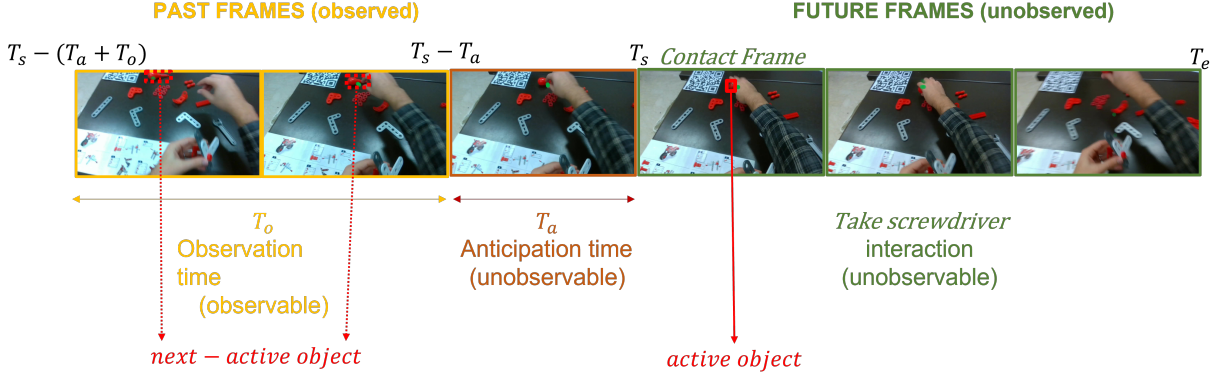 PAST FRAMES (observed)
FUTURE FRAMES (unobserved)
T_s − (T_a + T_o)
T_s − T_a
T_s
Contact Frame
T_e
T_o
Observation
time
(observable)
T_a
Anticipation time
(unobservable)
Take screwdriver
interaction
(unobservable)
next − active object
active object